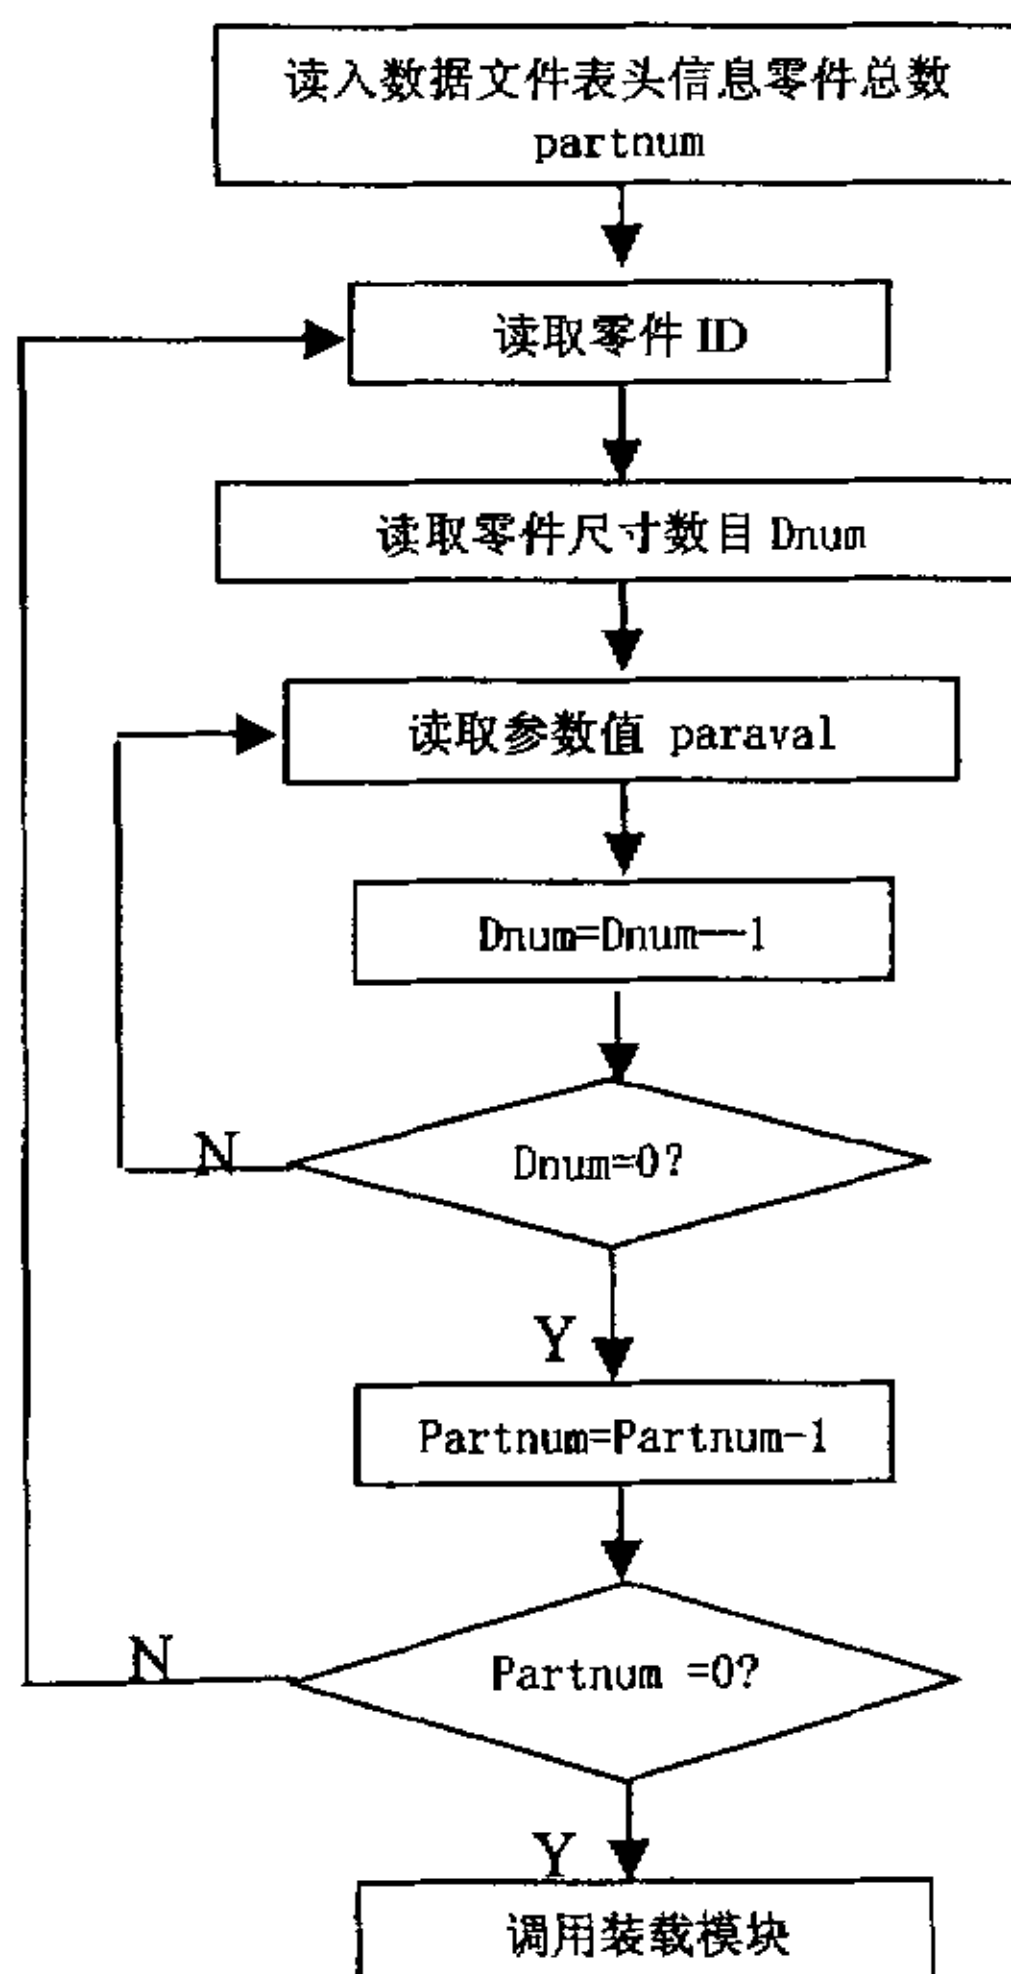 读入数据文件表头信息零件总数
partnum
读取零件 ID
读取零件尺寸数目 Dnum
读取参数值 paraval
Dnum=Dnum—1
N
Dnum=0?
Y
Partnum=Partnum-1
N
Partnum =0?
Y
调用装载模块